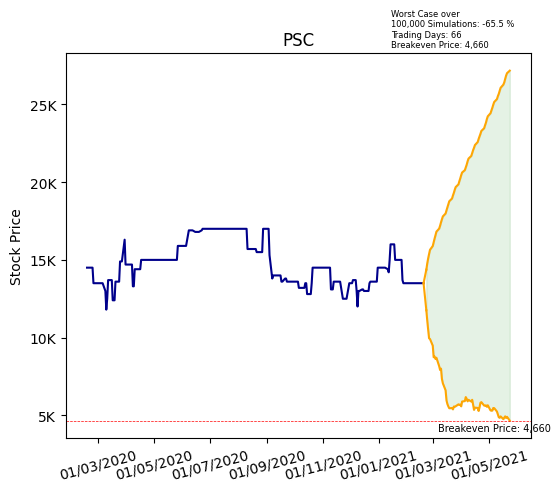 Worst Case over
100,000 Simulations: -65.5 %
Trading Days: 66
Breakeven Price: 4,660
PSC
Stock Price
25K
20K
15K
10K
5K
Breakeven Price: 4,660
01/03/2020
01/05/2020
01/07/2020
01/09/2020
01/11/2020
01/01/2021
01/03/2021
01/05/2021